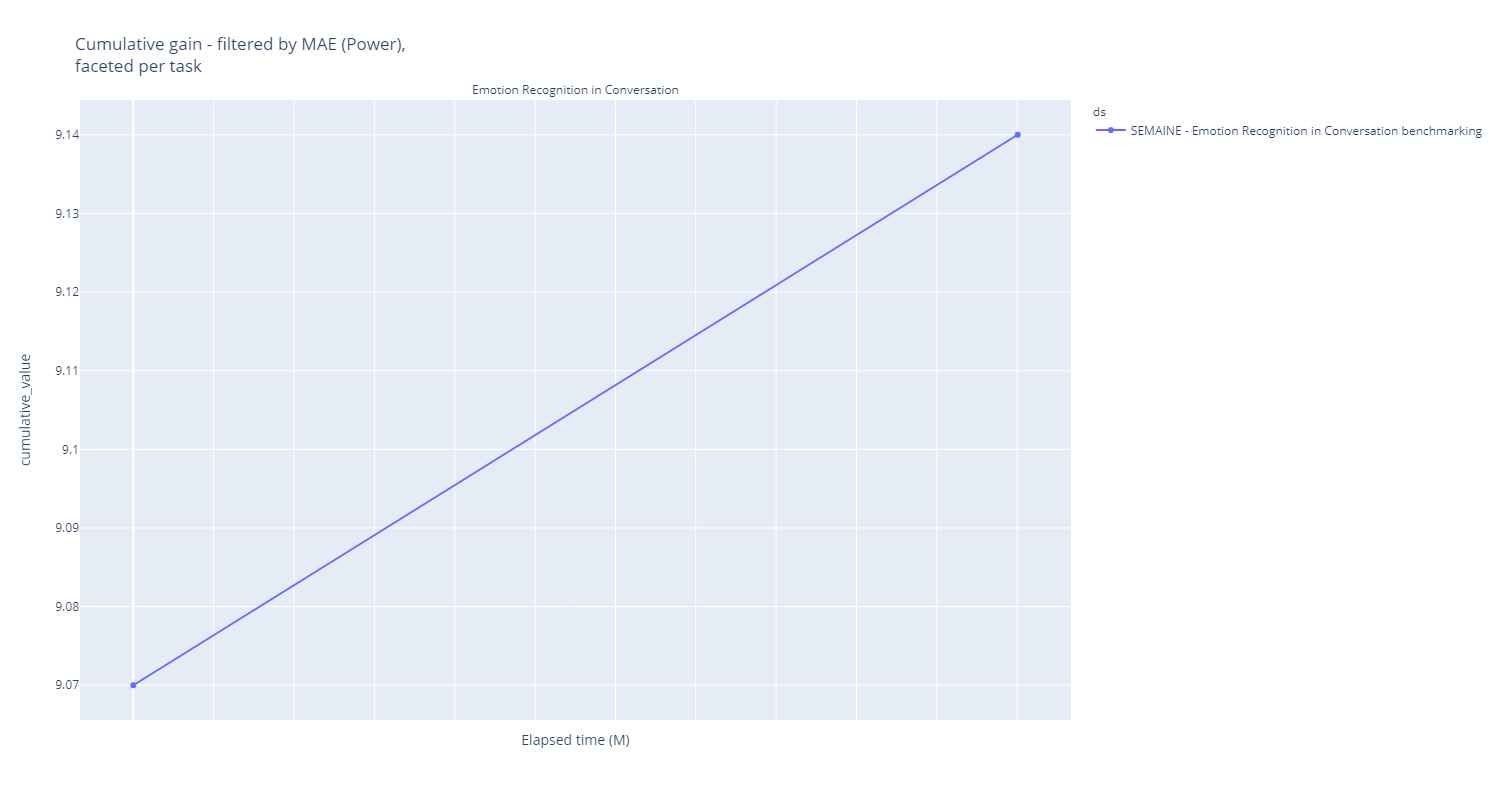 Cumulative gain - filtered by MAE (Power),
faceted per task
Emotion Recognition in Conversation
ds
SEMAINE - Emotion Recognition in Conversation benchmarking
cumulative_value
9.14
9.13
9.12
9.11
9.1
9.09
9.08
9.07
Elapsed time (M)